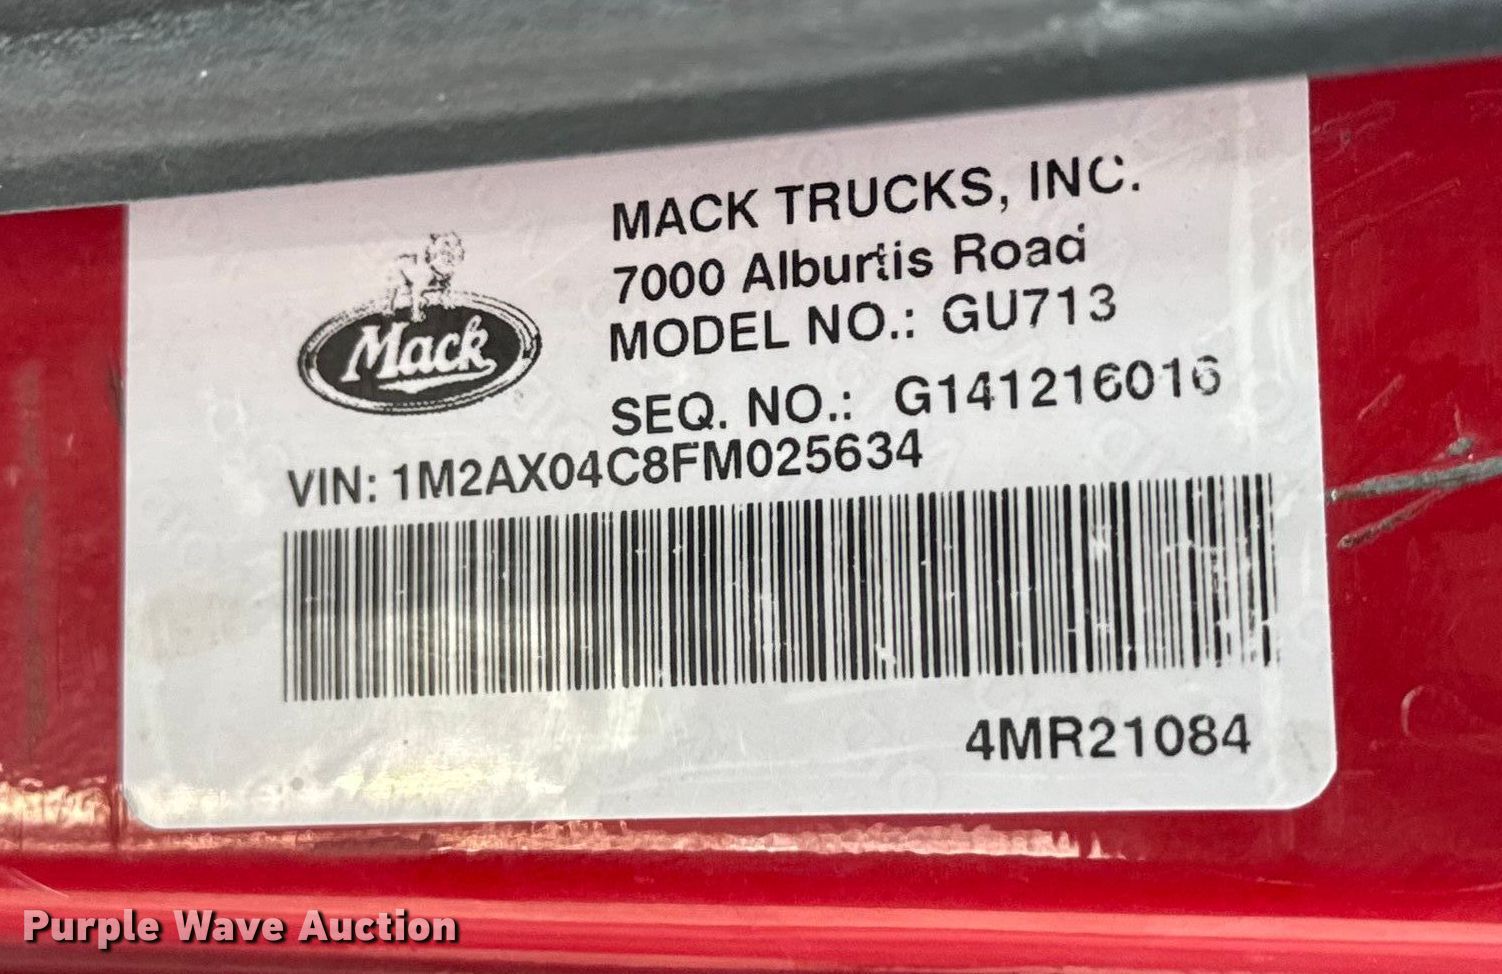 MACK TRUCKS, INC.
7000 Alburtis Road
MODEL NO.: GU713
SEQ. NO.: G141216016
Mack
VIN: 1M2AX04C8FM025634
4MR21084
Purple Wave Auction